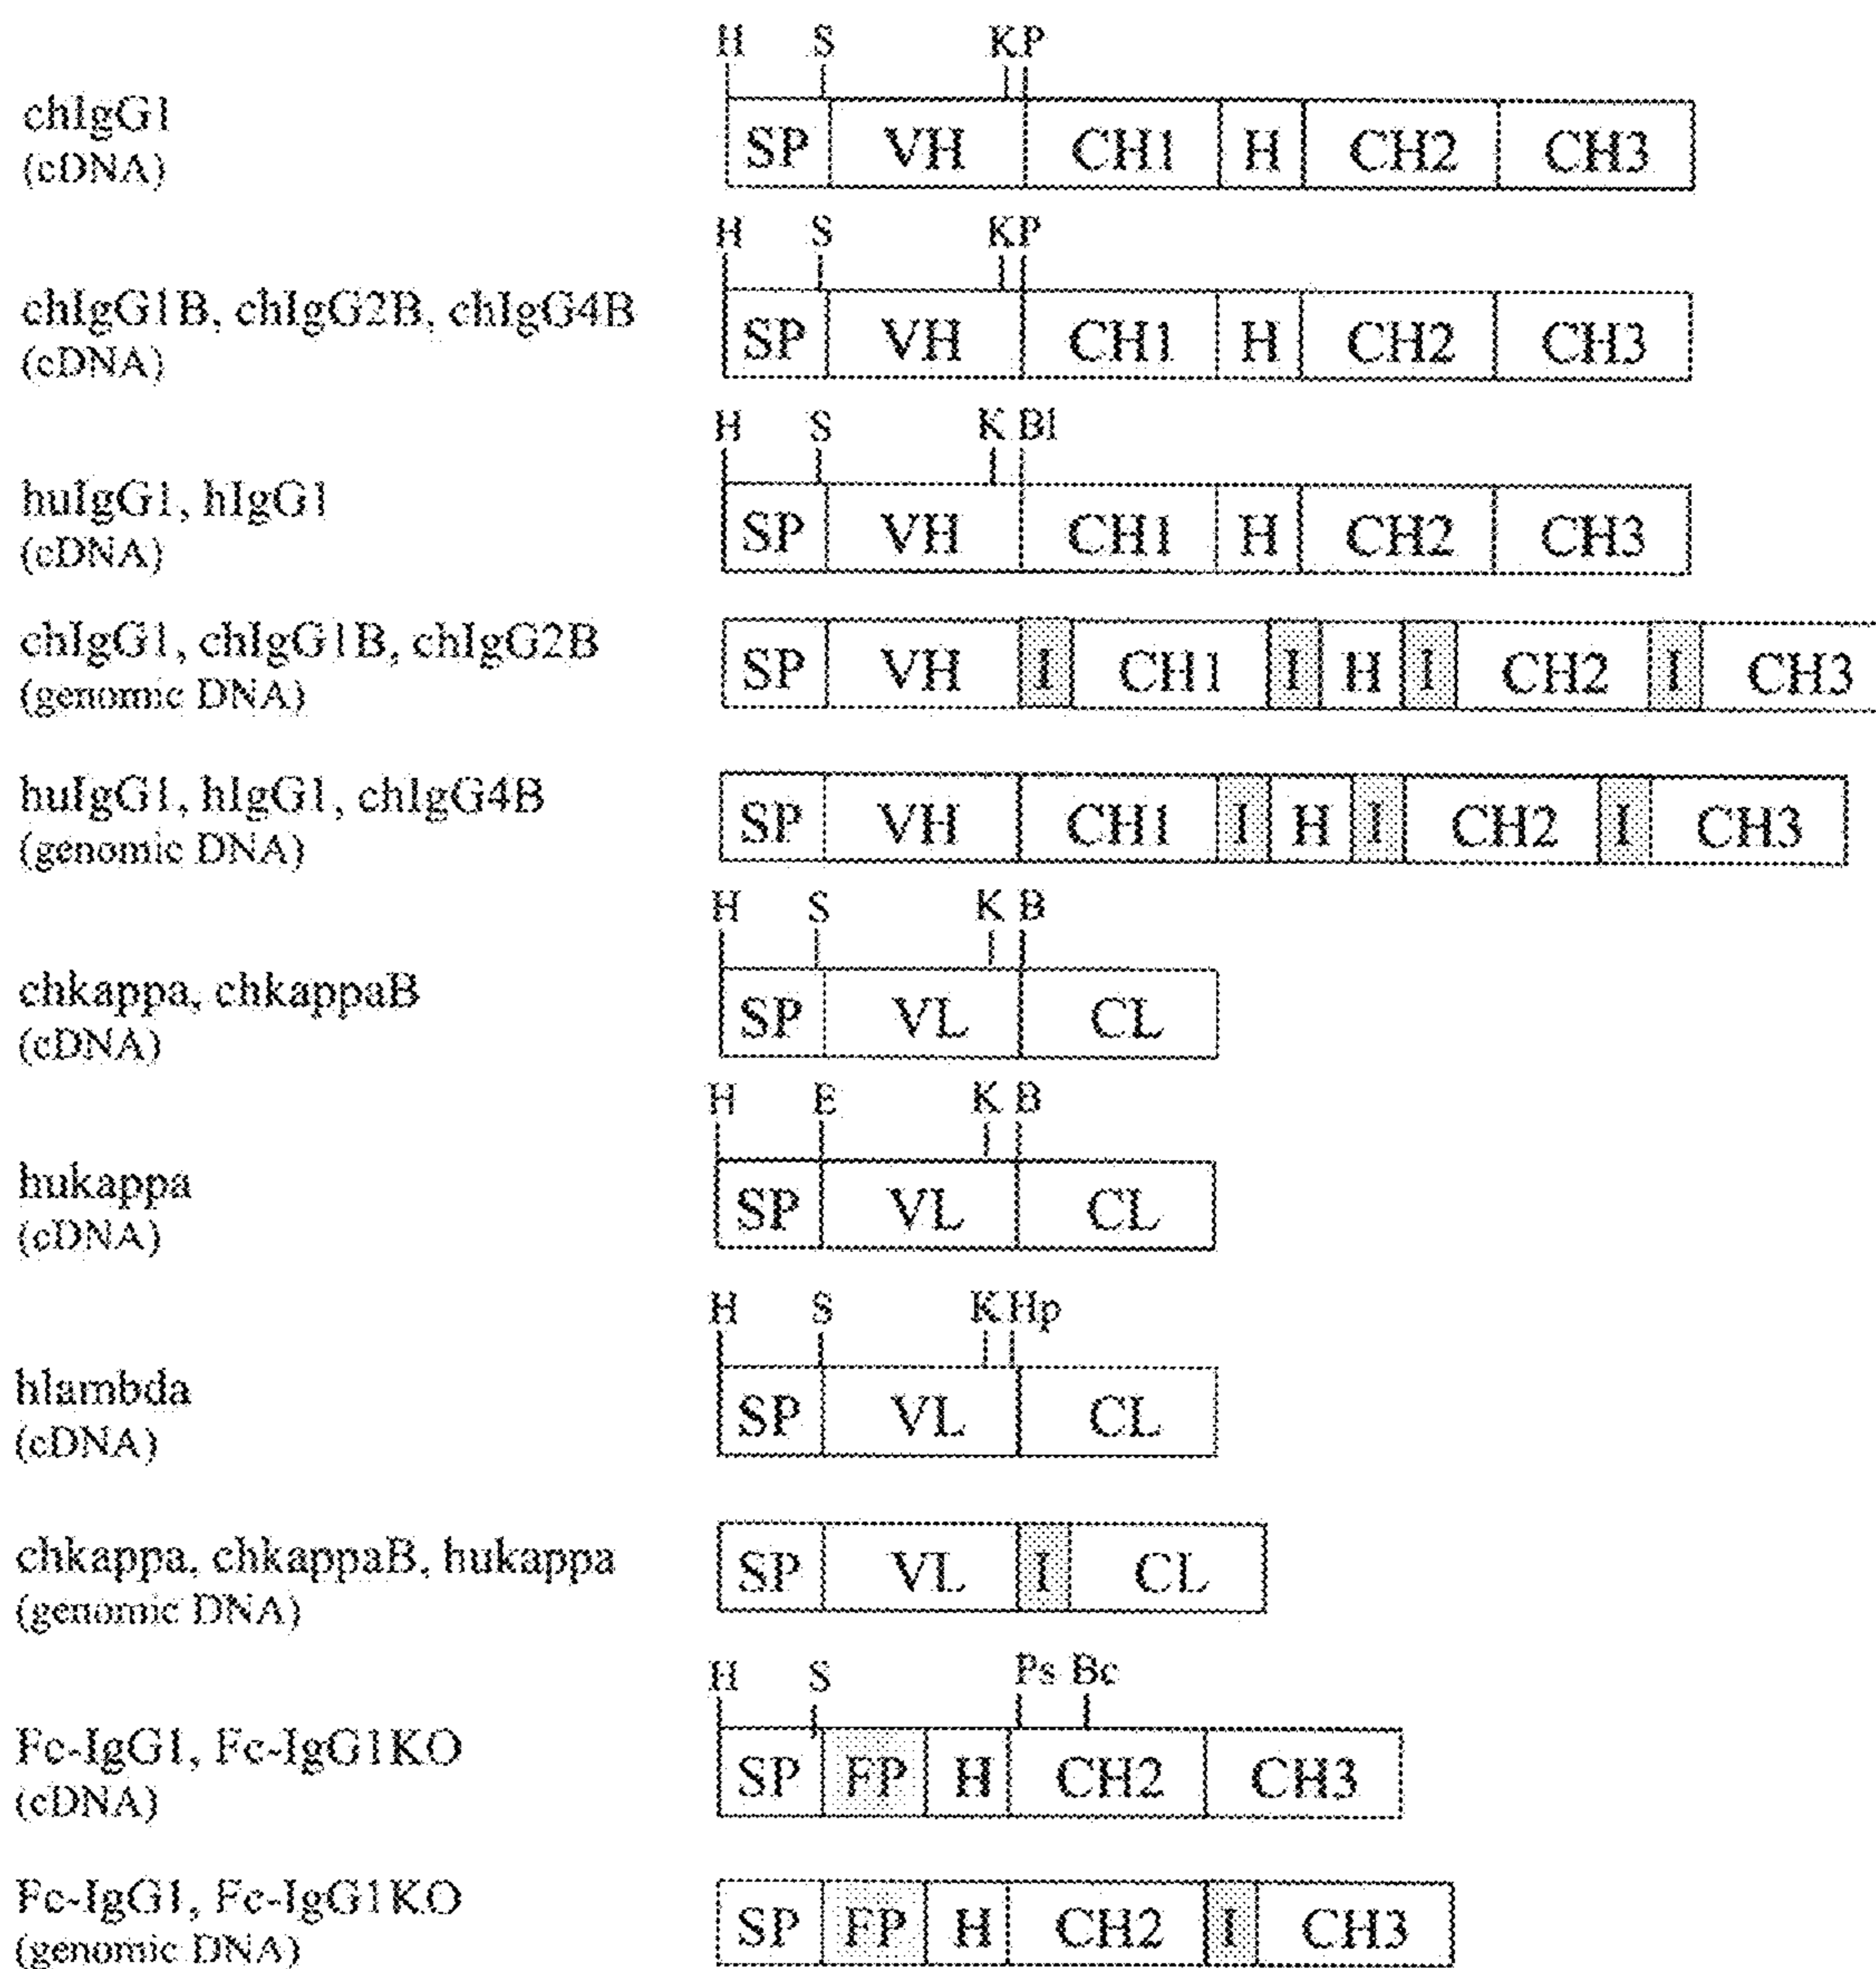 H S K P
chIgG1
(cDNA)
SP VH CH1 H CH2 CH3
H S K P
chIgG1B, chIgG2B, chIgG4B
(cDNA)
SP VH CH1 H CH2 CH3
H S K Bl
huIgG1, hIgG1
(cDNA)
SP VH CH1 H CH2 CH3
chIgG1, chIgG1B, chIgG2B
(genomic DNA)
SP VH I CH1 I H I CH2 I CH3
huIgG1, hIgG1, chIgG4B
(genomic DNA)
SP VH CH1 I H I CH2 I CH3
H S K B
chkappa, chkappaB
(cDNA)
SP VL CL
H E K B
hukappa
(cDNA)
SP VL CL
H S K Hp
hlambda
(cDNA)
SP VL CL
chkappa, chkappaB, hukappa
(genomic DNA)
SP VL I CL
H S Ps Bc
Fc-IgG1, Fc-IgG1KO
(cDNA)
SP FP H CH2 CH3
Fc-IgG1, Fc-IgG1KO
(genomic DNA)
SP FP H CH2 I CH3